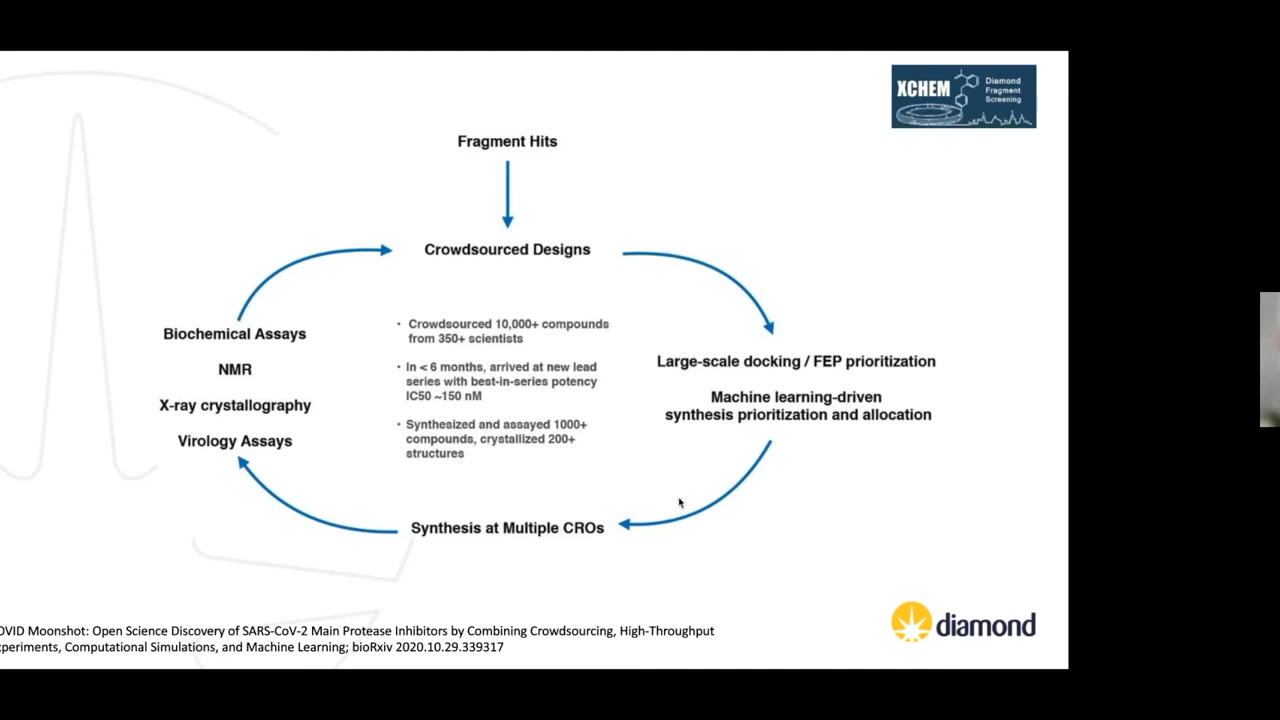 XCHEM
Diamond
Fragment
Screening
Fragment Hits
Crowdsourced Designs
Biochemical Assays
NMR
X-ray crystallography
Virology Assays
• Crowdsourced 10,000+ compounds
from 350+ scientists
• In < 6 months, arrived at new lead
series with best-in-series potency
IC50 ~150 nM
• Synthesized and assayed 1000+
compounds, crystallized 200+
structures
Large-scale docking / FEP prioritization
Machine learning-driven
synthesis prioritization and allocation
Synthesis at Multiple CROs
OVID Moonshot: Open Science Discovery of SARS-CoV-2 Main Protease Inhibitors by Combining Crowdsourcing, High-Throughput
periments, Computational Simulations, and Machine Learning; bioRxiv 2020.10.29.339317
diamond